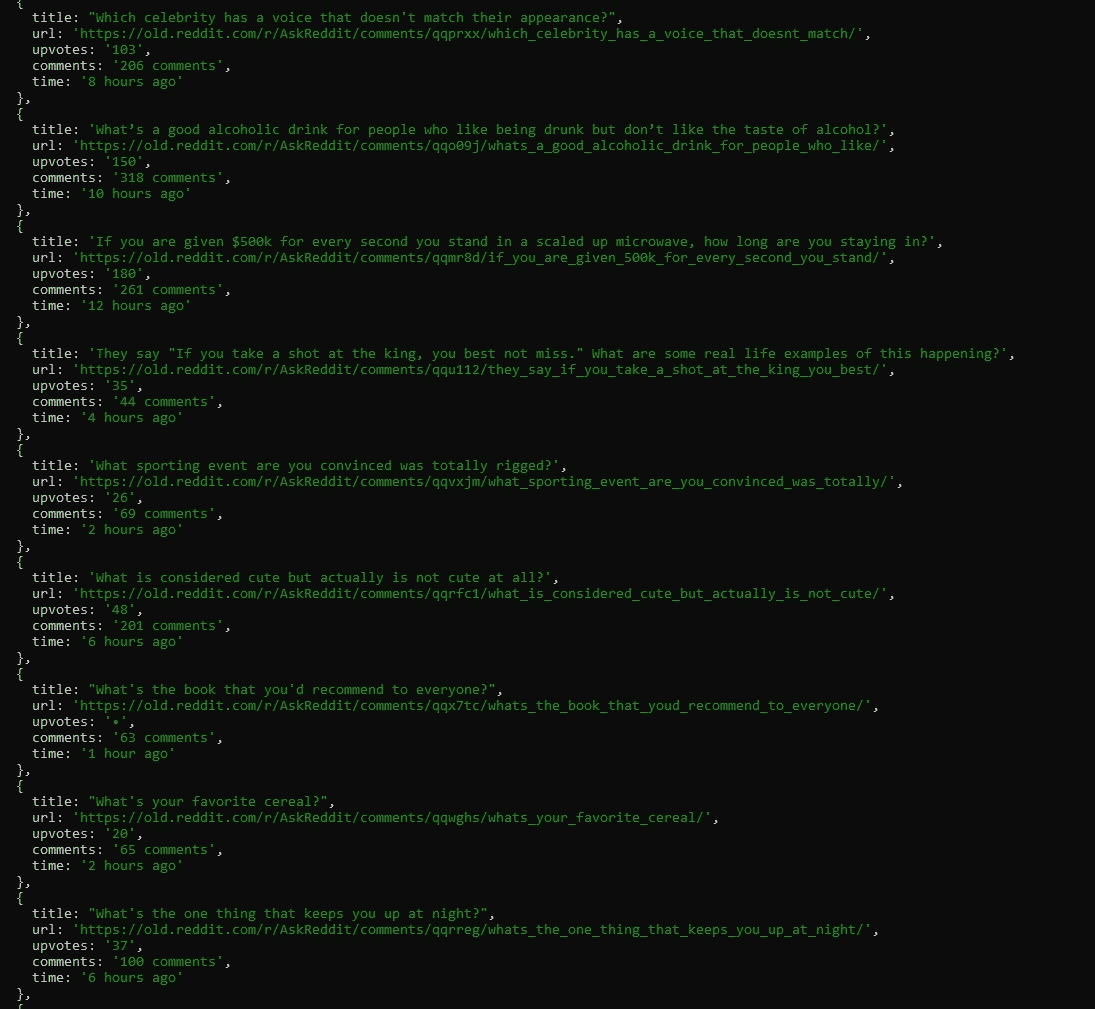 {
title: "Which celebrity has a voice that doesn't match their appearance?",
url: 'https://old.reddit.com/r/AskReddit/comments/qqprxx/which_celebrity_has_a_voice_that_doesnt_match/',
upvotes: '103',
comments: '206 comments',
time: '8 hours ago'
},
{
title: 'What’s a good alcoholic drink for people who like being drunk but don’t like the taste of alcohol?',
url: 'https://old.reddit.com/r/AskReddit/comments/qqo09j/whats_a_good_alcoholic_drink_for_people_who_like/',
upvotes: '150',
comments: '318 comments',
time: '10 hours ago'
},
{
title: 'If you are given $500k for every second you stand in a scaled up microwave, how long are you staying in?',
url: 'https://old.reddit.com/r/AskReddit/comments/qqmr8d/if_you_are_given_500k_for_every_second_you_stand/',
upvotes: '180',
comments: '261 comments',
time: '12 hours ago'
},
{
title: 'They say "If you take a shot at the king, you best not miss." What are some real life examples of this happening?',
url: 'https://old.reddit.com/r/AskReddit/comments/qqu112/they_say_if_you_take_a_shot_at_the_king_you_best/',
upvotes: '35',
comments: '44 comments',
time: '4 hours ago'
},
{
title: 'What sporting event are you convinced was totally rigged?',
url: 'https://old.reddit.com/r/AskReddit/comments/qqvxjm/what_sporting_event_are_you_convinced_was_totally/',
upvotes: '26',
comments: '69 comments',
time: '2 hours ago'
},
{
title: 'What is considered cute but actually is not cute at all?',
url: 'https://old.reddit.com/r/AskReddit/comments/qqrfc1/what_is_considered_cute_but_actually_is_not_cute/',
upvotes: '48',
comments: '201 comments',
time: '6 hours ago'
},
{
title: "What's the book that you'd recommend to everyone?",
url: 'https://old.reddit.com/r/AskReddit/comments/qqx7tc/whats_the_book_that_youd_recommend_to_everyone/',
upvotes: '•',
comments: '63 comments',
time: '1 hour ago'
},
{
title: "What's your favorite cereal?",
url: 'https://old.reddit.com/r/AskReddit/comments/qqwghs/whats_your_favorite_cereal/',
upvotes: '20',
comments: '65 comments',
time: '2 hours ago'
},
{
title: "What's the one thing that keeps you up at night?",
url: 'https://old.reddit.com/r/AskReddit/comments/qqrreg/whats_the_one_thing_that_keeps_you_up_at_night/',
upvotes: '37',
comments: '100 comments',
time: '6 hours ago'
},
{